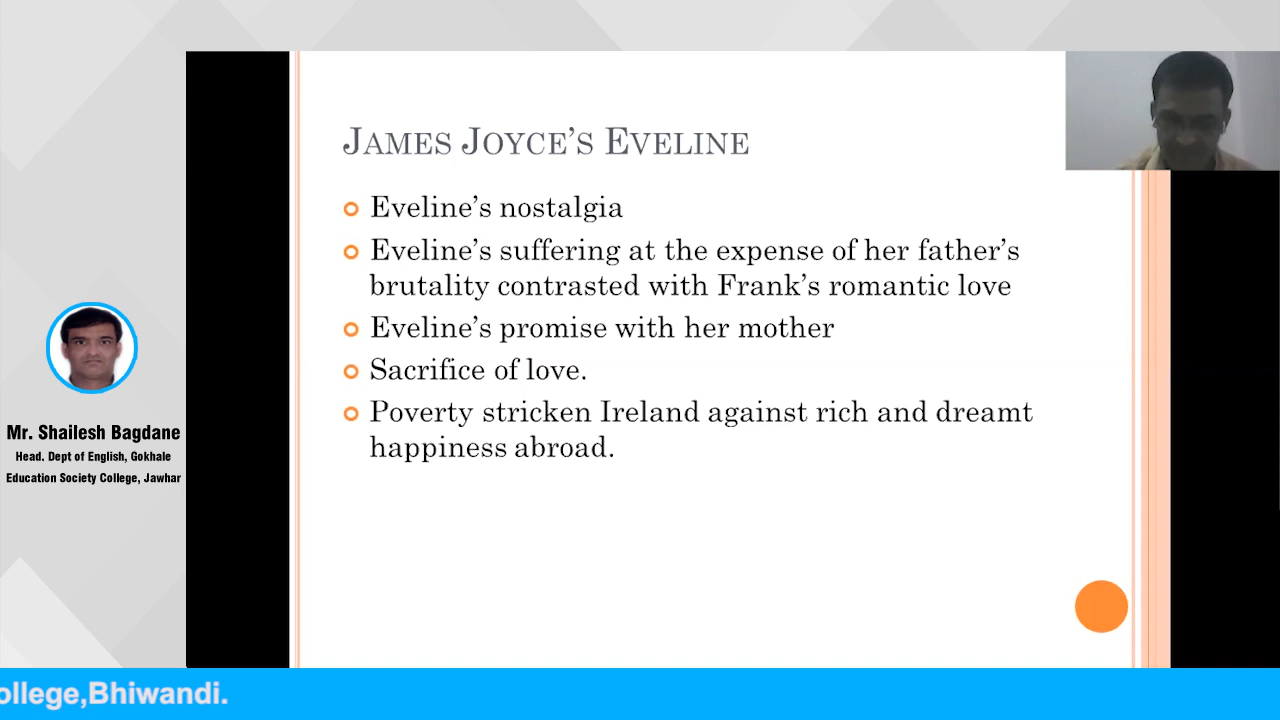 JAMES JOYCE'S EVELINE
Eveline's nostalgia
Eveline's suffering at the expense of her father's
brutality contrasted with Frank's romantic love
Eveline's promise with her mother
Sacrifice of love.
Poverty stricken Ireland against rich and dreamt
happiness abroad.
Mr. Shailesh Bagdane
Head. Dept of English, Gokhale
Education Society College, Jawhar
ollege,Bhiwandi.